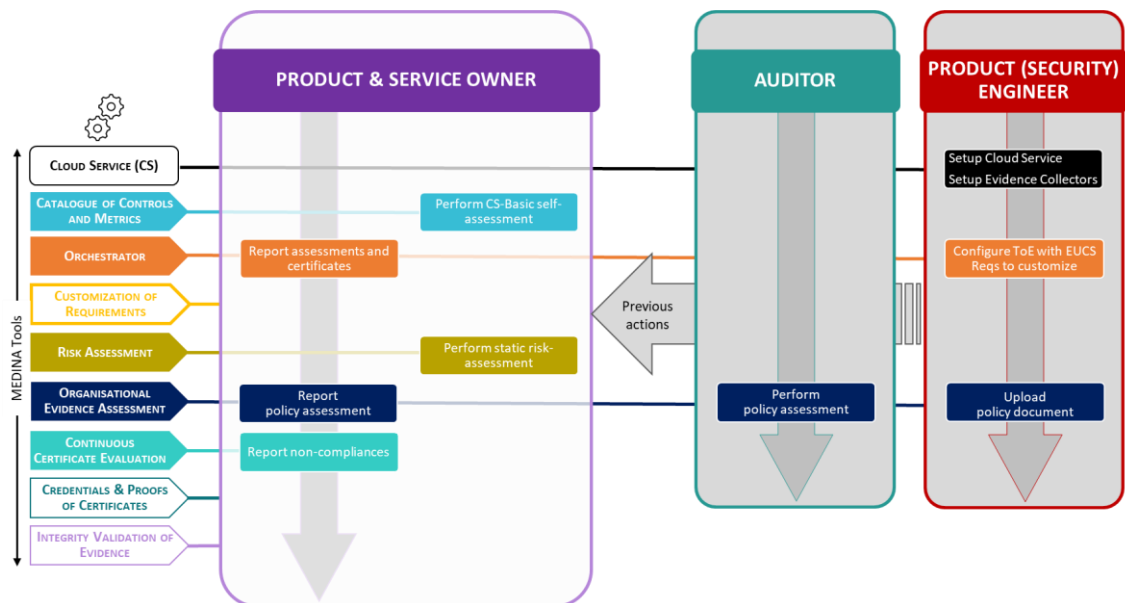 PRODUCT & SERVICE OWNER
AUDITOR
PRODUCT (SECURITY)
ENGINEER
MEDINA Tools
CLOUD SERVICE (CS)
Setup Cloud Service
Setup Evidence Collectors
CATALOGUE OF CONTROLS
AND METRICS
Perform CS-Basic self-
assessment
ORCHESTRATOR
Report assessments and
certificates
Configure ToE with EUCS
Reqs to customize
CUSTOMIZATION OF
REQUIREMENTS
Previous
actions
RISK ASSESSMENT
Perform static risk-
assessment
ORGANISATIONAL
EVIDENCE ASSESSMENT
Report
policy assessment
Perform
policy assessment
Upload
policy document
CONTINUOUS
CERTIFICATE EVALUATION
Report non-compliances
CREDENTIALS & PROOFS
OF CERTIFICATES
INTEGRITY VALIDATION OF
EVIDENCE